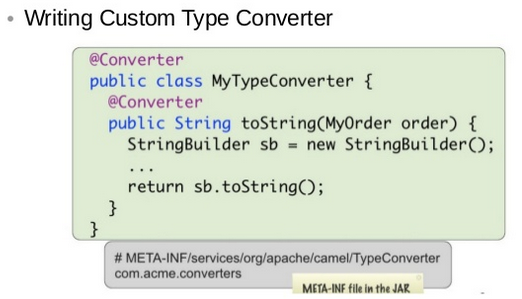 • Writing Custom Type Converter
@Converter
public class MyTypeConverter {
@Converter
public String toString(MyOrder order) {
StringBuilder sb = new StringBuilder();
...
return sb.toString();
}
}
# META-INF/services/org/apache/camel/TypeConverter
com.acme.converters
META-INF file in the JAR